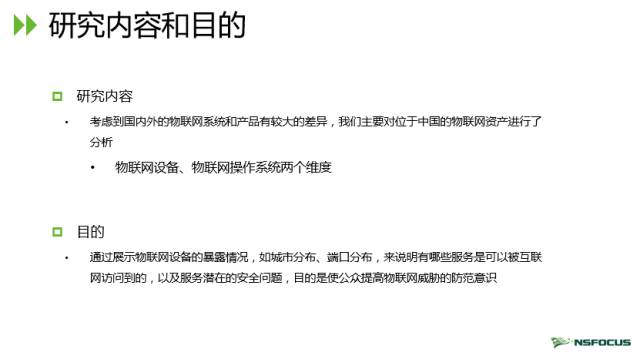 研究内容和目的
研究内容
• 考虑到国内外的物联网系统和产品有较大的差异，我们主要对位于中国的物联网资产进行了
分析
• 物联网设备、物联网操作系统两个维度
目的
• 通过展示物联网设备的暴露情况，如城市分布、端口分布，来说明有哪些服务是可以被互联
网访问到的，以及服务潜在的安全问题，目的是使公众提高物联网威胁的防范意识
NSFOCUS